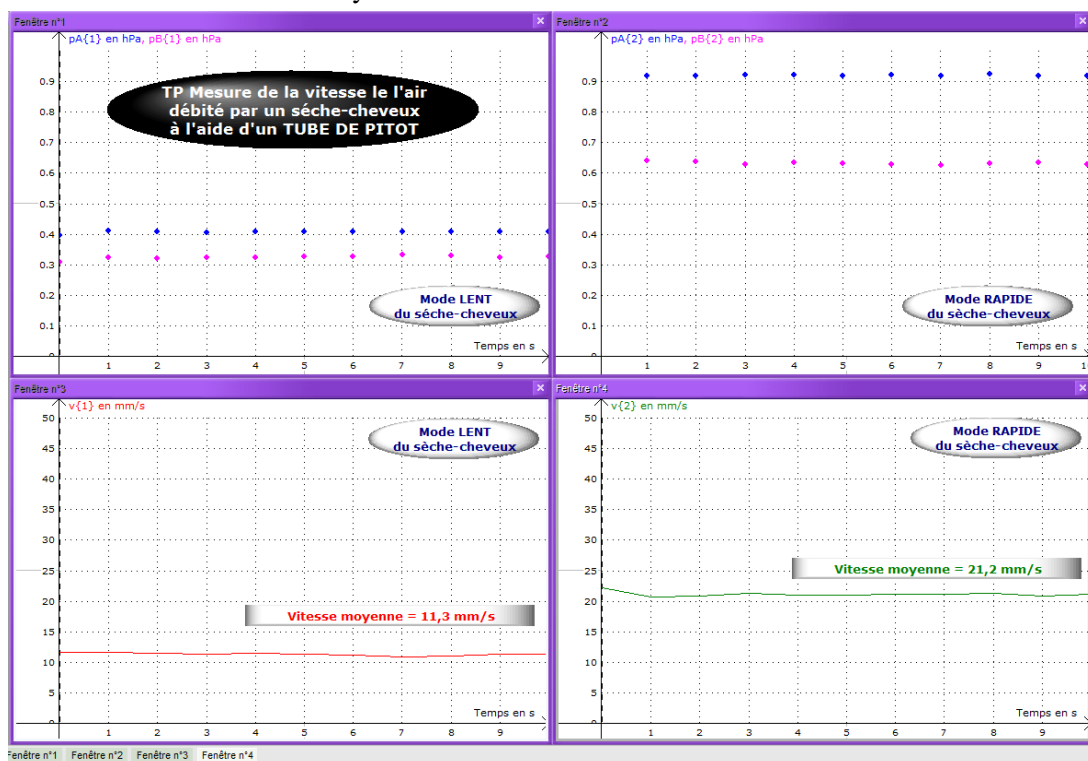 Fenêtre n°1
pA{1} en hPa, pB{1} en hPa
0.9
0.8
0.7
0.6
0.5
0.4
0.3
0.2
0.1
0
TP Mesure de la vitesse le l'air
débité par un séche-cheveux
à l'aide d'un TUBE DE PITOT
Mode LENT
du séche-cheveux
Temps en s
1 2 3 4 5 6 7 8 9
Fenêtre n°2
pA{2} en hPa, pB{2} en hPa
0.9
0.8
0.7
0.6
0.5
0.4
0.3
0.2
0.1
0
Mode RAPIDE
du sèche-cheveux
Temps en s
1 2 3 4 5 6 7 8 9 10
Fenêtre n°3
v{1} en mm/s
50
45
40
35
30
25
20
15
10
5
0
Mode LENT
du sèche-cheveux
Vitesse moyenne = 11,3 mm/s
Temps en s
1 2 3 4 5 6 7 8 9
Fenêtre n°4
v{2} en mm/s
50
45
40
35
30
25
20
15
10
5
0
Mode RAPIDE
du sèche-cheveux
Vitesse moyenne = 21,2 mm/s
Temps en s
1 2 3 4 5 6 7 8 9
Fenêtre n°1 Fenêtre n°2 Fenêtre n°3 Fenêtre n°4